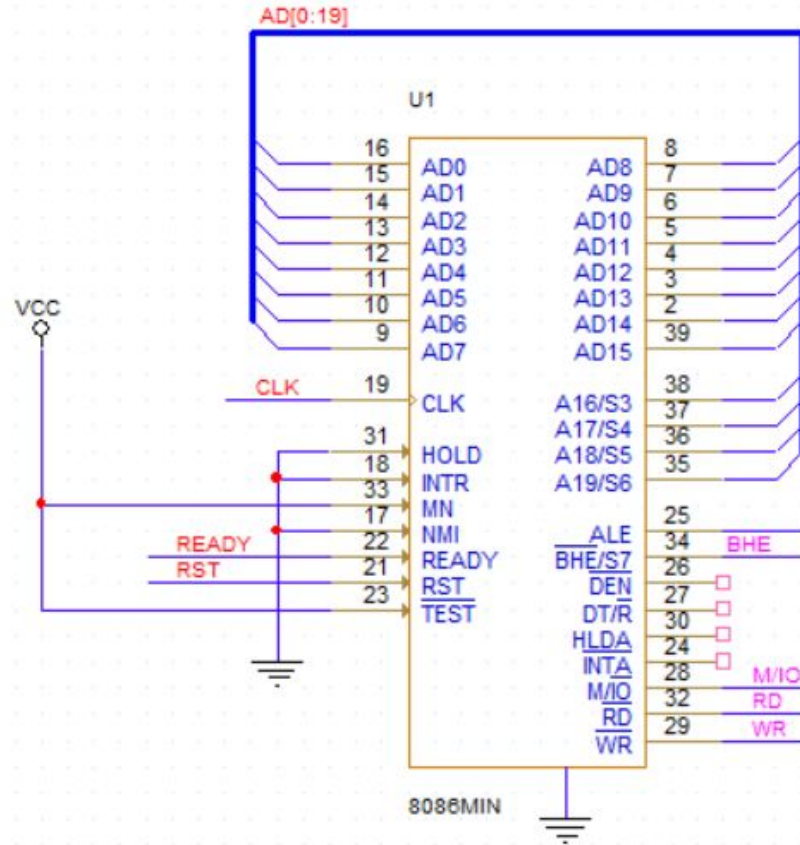 AD[0:19]
U1
16 AD0 AD8 8
15 AD1 AD9 7
14 AD2 AD10 6
13 AD3 AD11 5
12 AD4 AD12 4
11 AD5 AD13 3
10 AD6 AD14 2
9 AD7 AD15 39
VCC
CLK 19 CLK A16/S3 38
A17/S4 37
31 HOLD A18/S5 36
18 INTR A19/S6 35
33 MN
17 NMI ALE 25
READY 22 READY BHE/S7 34 BHE
RST 21 RST DEN 26
23 TEST DT/R 27
HLDA 30
INTA 24
M/IO 28 M/IO
RD 32 RD
WR 29 WR
8086MIN